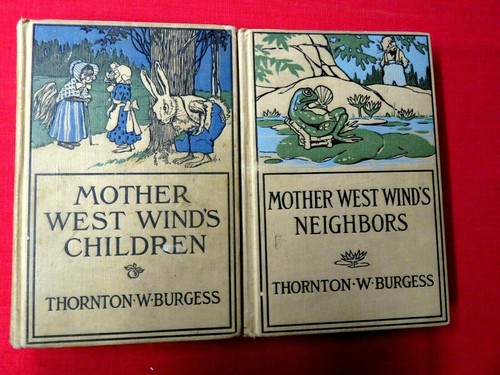 MOTHER
WEST WIND'S
CHILDREN
THORNTON·W·BURGESS
MOTHER WEST WIND'S
NEIGHBORS
THORNTON·W·BURGESS